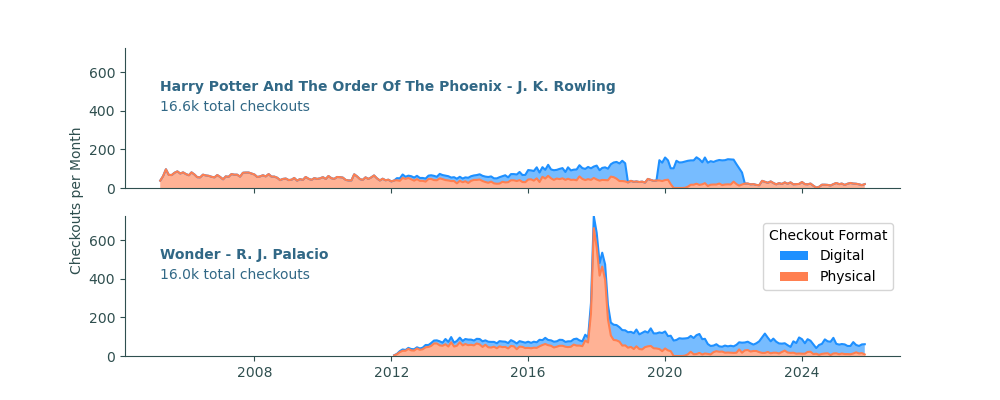 Checkouts per Month
600
400
200
0
Harry Potter And The Order Of The Phoenix - J. K. Rowling
16.6k total checkouts
600
400
200
0
Wonder - R. J. Palacio
16.0k total checkouts
Checkout Format
Digital
Physical
2008 2012 2016 2020 2024